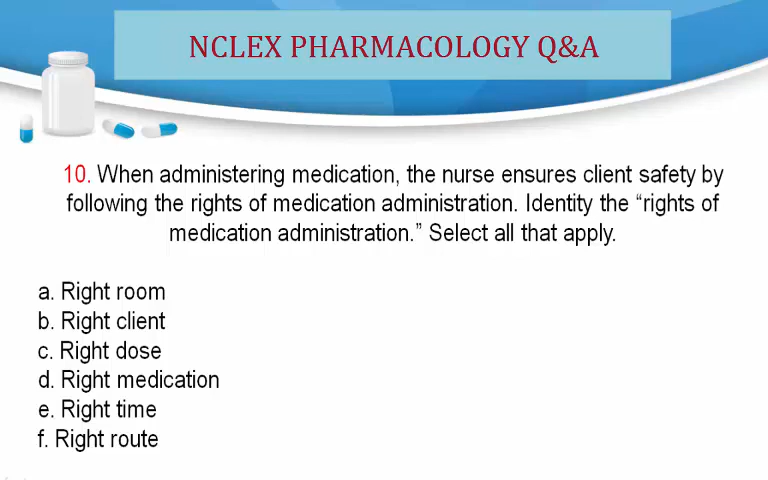 NCLEX PHARMACOLOGY Q&A
10. When administering medication, the nurse ensures client safety by
following the rights of medication administration. Identity the “rights of
medication administration.” Select all that apply.
a. Right room
b. Right client
c. Right dose
d. Right medication
e. Right time
f. Right route